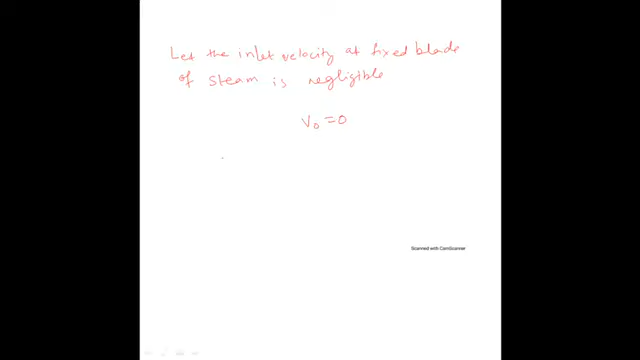 Let the inlet velocity at fixed blade
of steam is negligible
V₀ = 0
Scanned with CamScanner